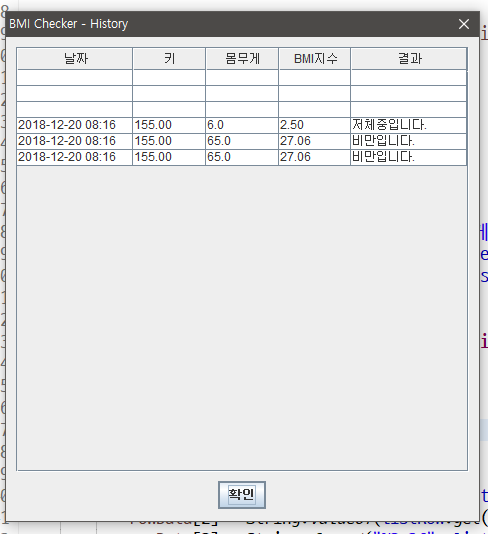 BMI Checker - History
날짜 키 몸무게 BMI지수 결과
2018-12-20 08:16 155.00 6.0 2.50 저체중입니다.
2018-12-20 08:16 155.00 65.0 27.06 비만입니다.
2018-12-20 08:16 155.00 65.0 27.06 비만입니다.
확인